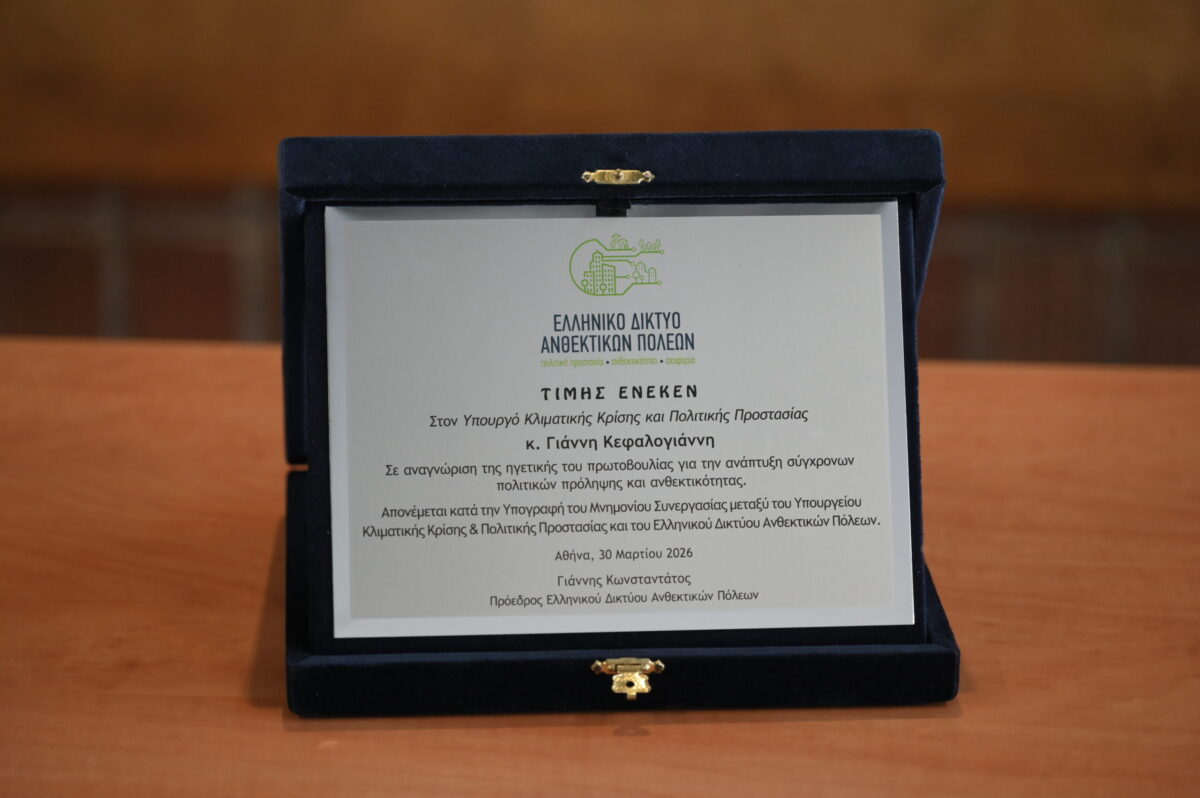 ΕΛΛΗΝΙΚΟ ΔΙΚΤΥΟ
ΑΝΘΕΚΤΙΚΩΝ ΠΟΛΕΩΝ
πολιτική προστασία • ανθεκτικότητα • αειφορία
ΤΙΜΗΣ ΕΝΕΚΕΝ
Στον Υπουργό Κλιματικής Κρίσης και Πολιτικής Προστασίας
κ. Γιάννη Κεφαλογιάννη
Σε αναγνώριση της ηγετικής του πρωτοβουλίας για την ανάπτυξη σύγχρονων
πολιτικών πρόληψης και ανθεκτικότητας.
Απονέμεται κατά την Υπογραφή του Μνημονίου Συνεργασίας μεταξύ του Υπουργείου
Κλιματικής Κρίσης & Πολιτικής Προστασίας και του Ελληνικού Δικτύου Ανθεκτικών Πόλεων.
Αθήνα, 30 Μαρτίου 2026
Γιάννης Κωνσταντάτος
Πρόεδρος Ελληνικού Δικτύου Ανθεκτικών Πόλεων